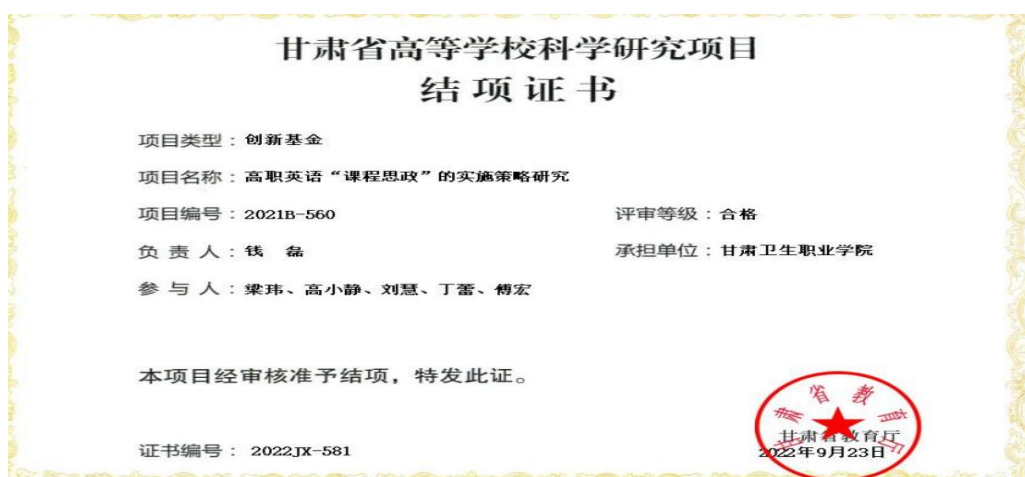 甘肃省高等学校科学研究项目
结项证书
项目类型：创新基金
项目名称：高职英语“课程思政”的实施策略研究
项目编号：2021B-560 评审等级：合格
负责人：钱 磊 承担单位：甘肃卫生职业学院
参与人：梁玮、高小静、刘慧、丁蕾、傅宏
本项目经审核准予结项，特发此证。
甘肃省教育厅
甘肃省教育厅
证书编号：2022JX-581 2022年9月23日